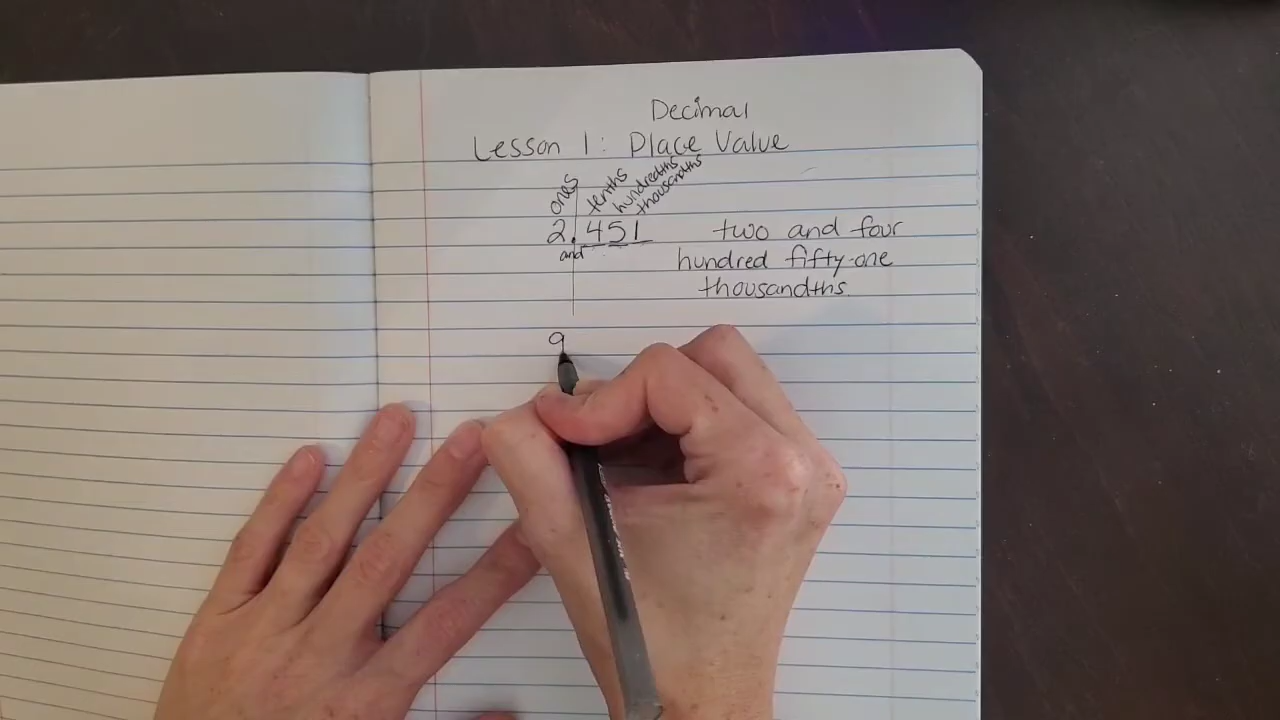 Decimal
Lesson 1: Place Value
ones tenths hundredths thousandths
2.451 two and four
and
hundred fifty-one
thousandths.
9